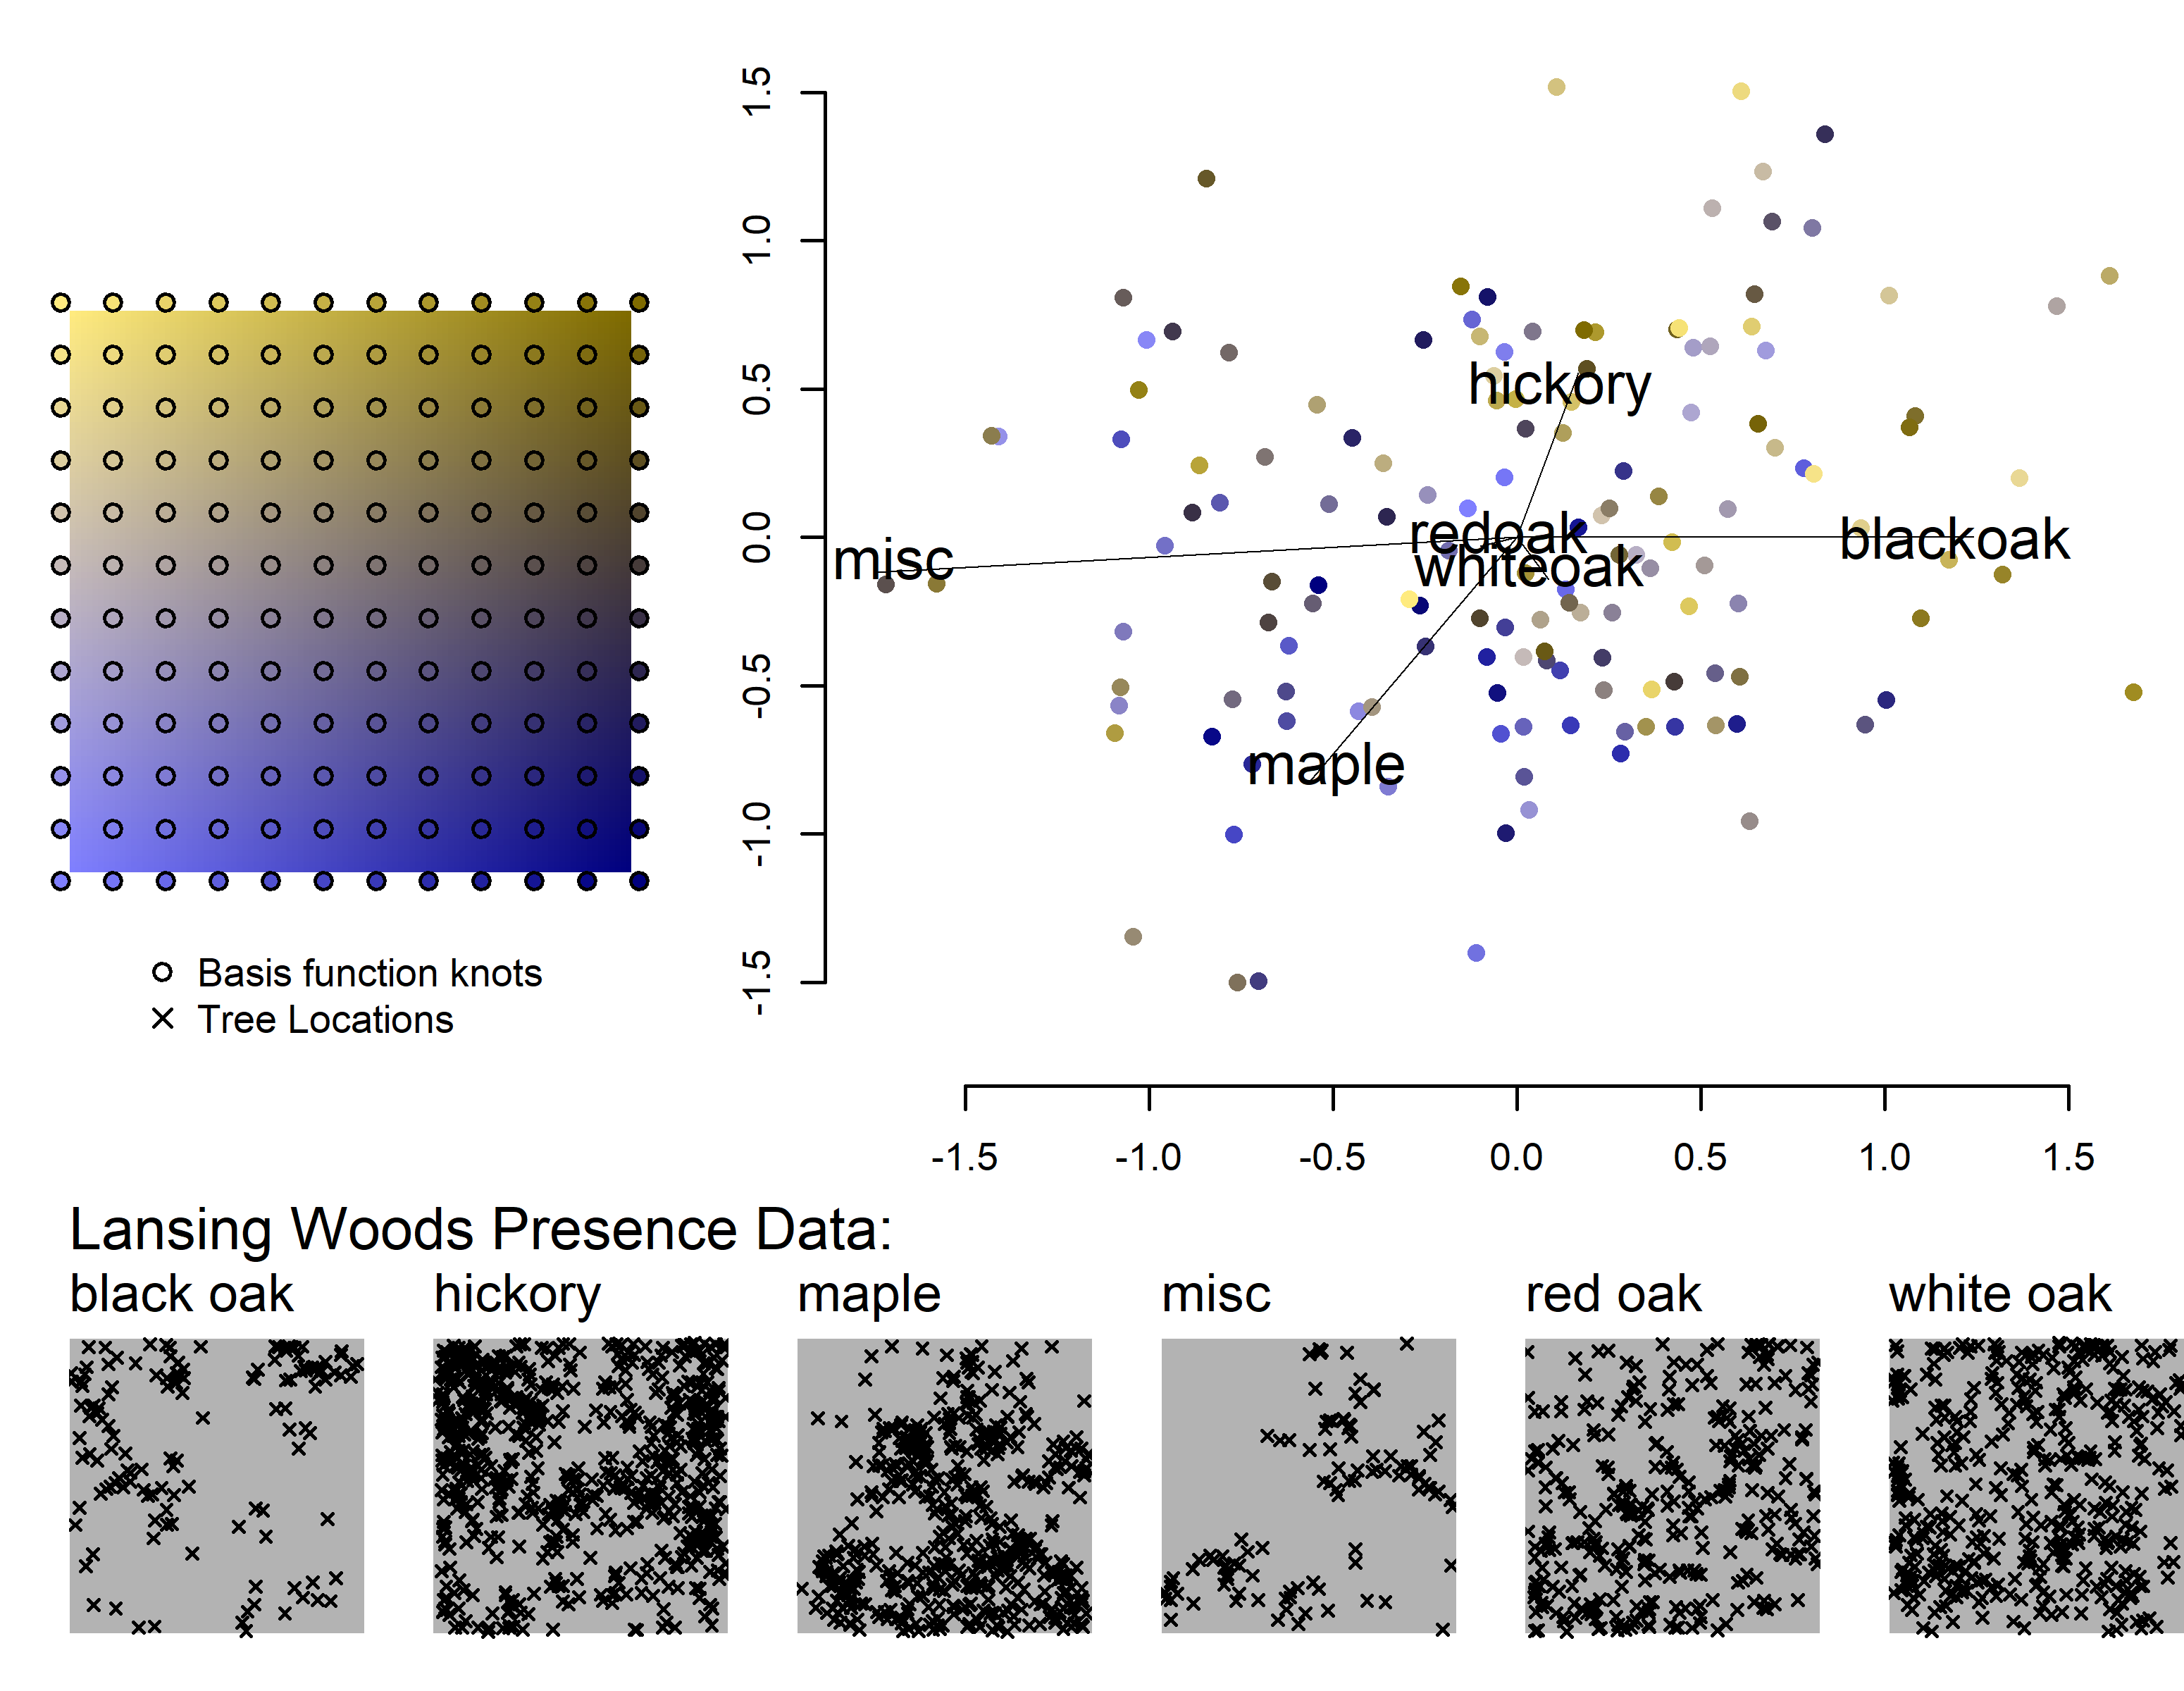 1.5
1.0
0.5
0.0
-0.5
-1.0
-1.5
hickory
redoak
blackoak
misc
whiteoak
maple
Basis function knots
Tree Locations
-1.5 -1.0 -0.5 0.0 0.5 1.0 1.5
Lansing Woods Presence Data:
black oak hickory maple misc red oak white oak